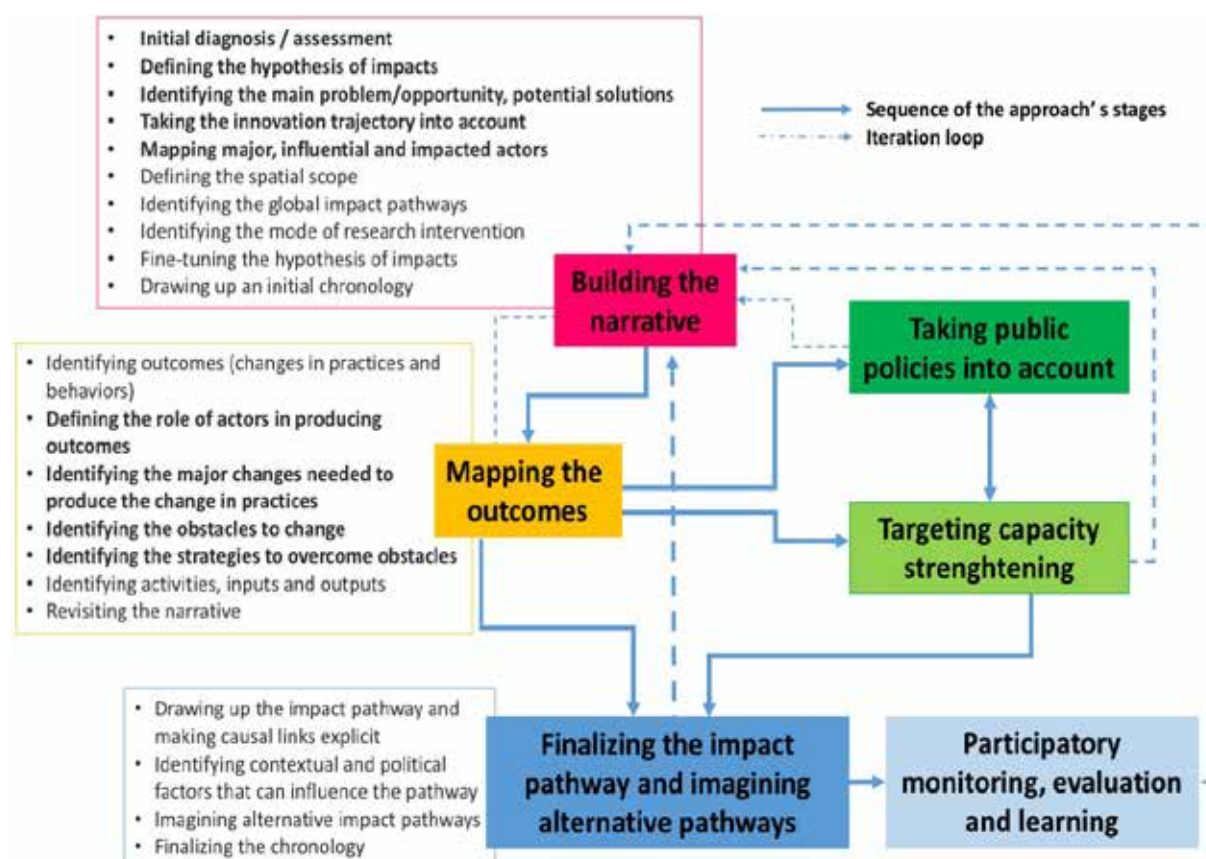 • Initial diagnosis / assessment
• Defining the hypothesis of impacts
• Identifying the main problem/opportunity, potential solutions
• Taking the innovation trajectory into account
• Mapping major, influential and impacted actors
• Defining the spatial scope
• Identifying the global impact pathways
• Identifying the mode of research intervention
• Fine-tuning the hypothesis of impacts
• Drawing up an initial chronology
Sequence of the approach's stages
Iteration loop
Building the
narrative
Taking public
policies into account
• Identifying outcomes (changes in practices and
behaviors)
• Defining the role of actors in producing
outcomes
• Identifying the major changes needed to
produce the change in practices
• Identifying the obstacles to change
• Identifying the strategies to overcome obstacles
• Identifying activities, inputs and outputs
• Revisiting the narrative
Mapping the
outcomes
Targeting capacity
strenghtening
• Drawing up the impact pathway and
making causal links explicit
• Identifying contextual and political
factors that can influence the pathway
• Imagining alternative impact pathways
• Finalizing the chronology
Finalizing the impact
pathway and imagining
alternative pathways
Participatory
monitoring, evaluation
and learning